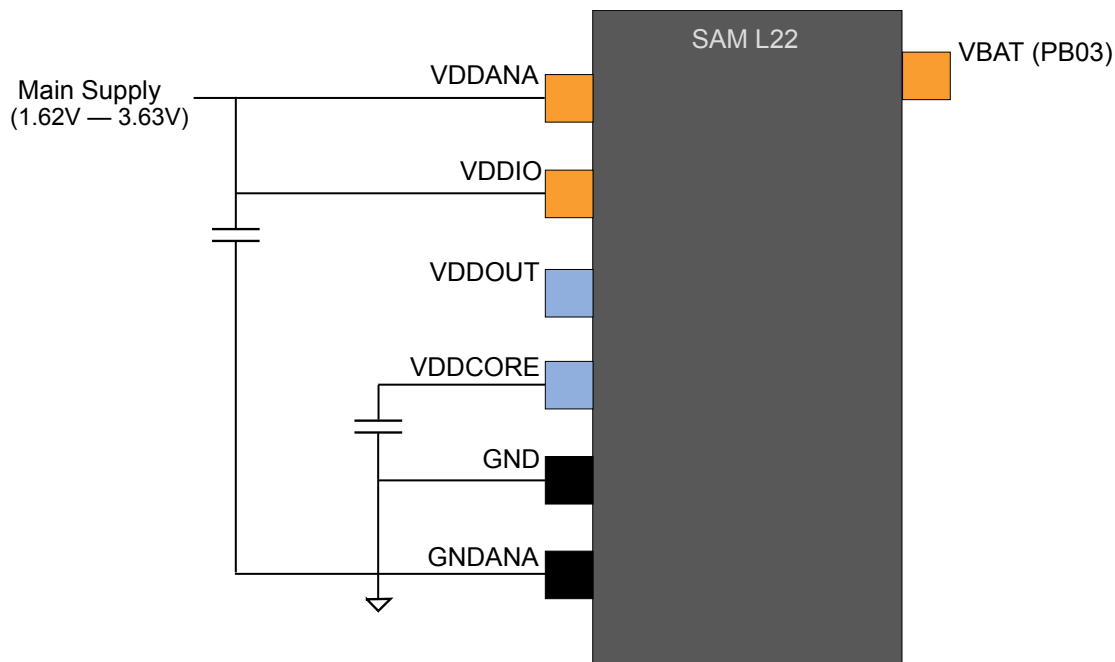 SAM L22
VBAT (PB03)
VDDANA
Main Supply
(1.62V — 3.63V)
VDDIO
VDDOUT
VDDCORE
GND
GNDANA